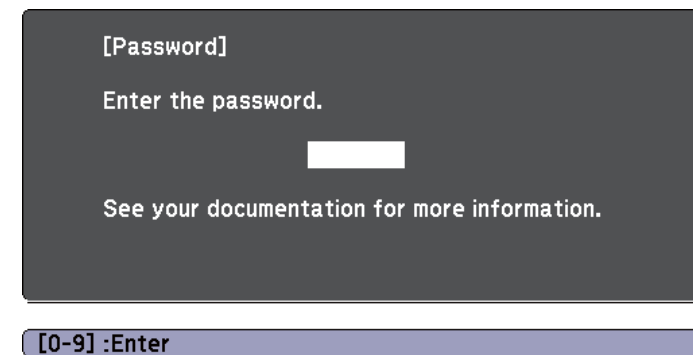 [Password]
Enter the password.
See your documentation for more information.
[0-9] :Enter